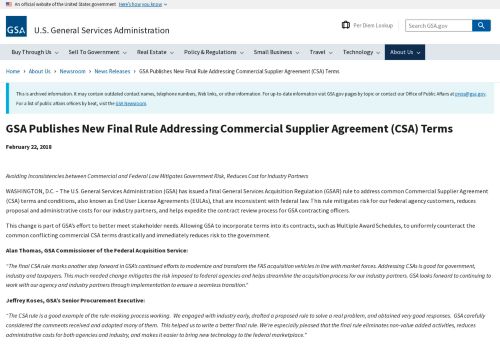 An official website of the United States government Here's how you know
GSA
U.S. General Services Administration
Per Diem Lookup
Search GSA.gov
Buy Through Us
Sell To Government
Real Estate
Policy & Regulations
Small Business
Travel
Technology
About Us
Home › About Us › Newsroom › News Releases › GSA Publishes New Final Rule Addressing Commercial Supplier Agreement (CSA) Terms
This is archived information. It may contain outdated contact names, telephone numbers, Web links, or other information. For up-to-date information visit GSA.gov pages by topic or contact our Office of Public Affairs at press@gsa.gov.
For a list of public affairs officers by beat, visit the GSA Newsroom.
GSA Publishes New Final Rule Addressing Commercial Supplier Agreement (CSA) Terms
February 22, 2018
Avoiding Inconsistencies between Commercial and Federal Law Mitigates Government Risk, Reduces Cost for Industry Partners
WASHINGTON, D.C. – The U.S. General Services Administration (GSA) has issued a final General Services Acquisition Regulation (GSAR) rule to address common Commercial Supplier Agreement
(CSA) terms and conditions, also known as End User License Agreements (EULAs), that are inconsistent with federal law. This rule mitigates risk for our federal agency customers, reduces
proposal and administrative costs for our industry partners, and helps expedite the contract review process for GSA contracting officers.
This change is part of GSA's effort to better meet stakeholder needs. Allowing GSA to incorporate terms into its contracts, such as Multiple Award Schedules, to uniformly counteract the
common conflicting commercial CSA terms drastically and immediately reduces risk to the government.
Alan Thomas, GSA Commissioner of the Federal Acquisition Service:
"The final CSA rule marks another step forward in GSA's continued efforts to modernize and transform the FAS acquisition vehicles in line with market forces. Addressing CSAs is good for government,
industry and taxpayers. This much needed change mitigates the risk imposed to federal agencies and helps streamline the acquisition process for our industry partners. GSA looks forward to continuing to
work with our agency and industry partners through implementation to ensure a seamless transition."
Jeffrey Koses, GSA's Senior Procurement Executive:
"The CSA rule is a good example of the rule-making process working. We engaged with industry early, drafted a proposed rule to solve a real problem, and obtained very good responses. GSA carefully
considered the comments received and adopted many of them. This helped us to write a better final rule. We're especially pleased that the final rule eliminates non-value added activities, reduces
administrative costs for both agencies and industry, and makes it easier to bring new technology to the federal marketplace."